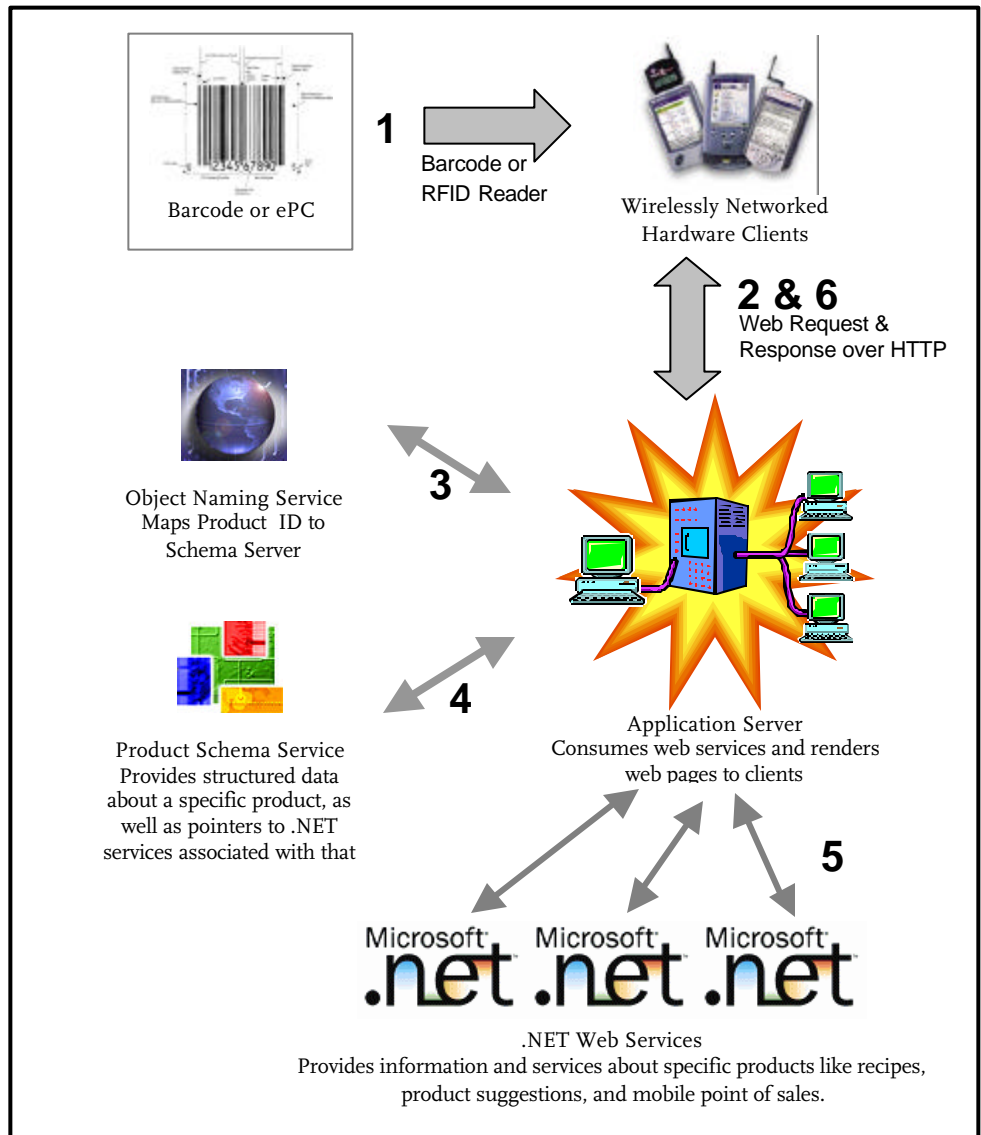 1234567890
Barcode or ePC
1
Barcode or
RFID Reader
Wirelessly Networked
Hardware Clients
2 & 6
Web Request &
Response over HTTP
Object Naming Service
Maps Product ID to
Schema Server
3
Product Schema Service
Provides structured data
about a specific product, as
well as pointers to .NET
services associated with that
4
Application Server
Consumes web services and renders
web pages to clients
5
Microsoft .net
Microsoft .net
Microsoft .net
.NET Web Services
Provides information and services about specific products like recipes,
product suggestions, and mobile point of sales.